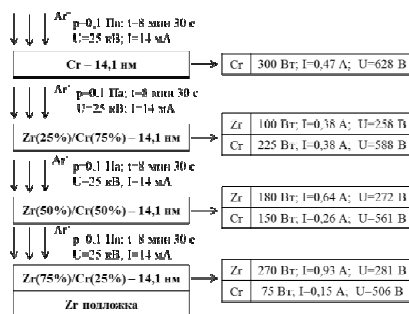 Ar⁺ p=0,1 Па; t=8 мин 30 с
U=25 кВ; I=14 мА
Cr – 14,1 нм
Cr 300 Вт; I=0,47 А; U=628 В
Ar⁺ p=0,1 Па; t=8 мин 30 с
U=25 кВ; I=14 мА
Zr(25%)/Cr(75%) – 14,1 нм
Zr 100 Вт; I=0,38 А; U=258 В
Cr 225 Вт; I=0,38 А; U=588 В
Ar⁺ p=0,1 Па; t=8 мин 30 с
U=25 кВ, I=14 мА
Zr(50%)/Cr(50%) – 14,1 нм
Zr 180 Вт; I=0,64 А; U=272 В
Cr 150 Вт; I=0,26 А; U=561 В
Ar⁺ p=0,1 Па; t=8 мин 30 с
U=25 кВ, I=14 мА
Zr(75%)/Cr(25%) – 14,1 нм
Zr 270 Вт; I=0,93 А; U=281 В
Cr 75 Вт; I=0,15 А; U=506 В
Zr подложка